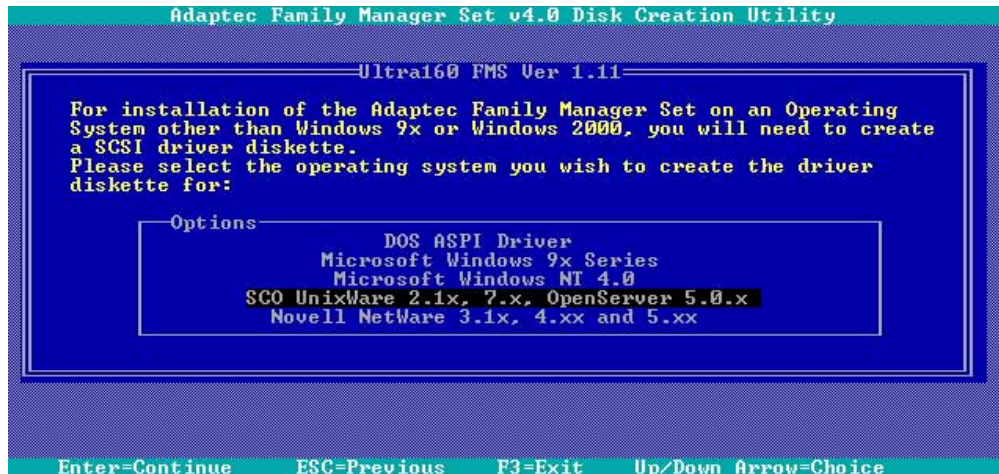 Adaptec Family Manager Set v4.0 Disk Creation Utility
Ultra160 FMS Ver 1.11
For installation of the Adaptec Family Manager Set on an Operating
System other than Windows 9x or Windows 2000, you will need to create
a SCSI driver diskette.
Please select the operating system you wish to create the driver
diskette for:
Options
DOS ASPI Driver
Microsoft Windows 9x Series
Microsoft Windows NT 4.0
SCO UnixWare 2.1x, 7.x, OpenServer 5.0.x
Novell NetWare 3.1x, 4.xx and 5.xx
Enter=Continue ESC=Previous F3=Exit Up/Down Arrow=Choice